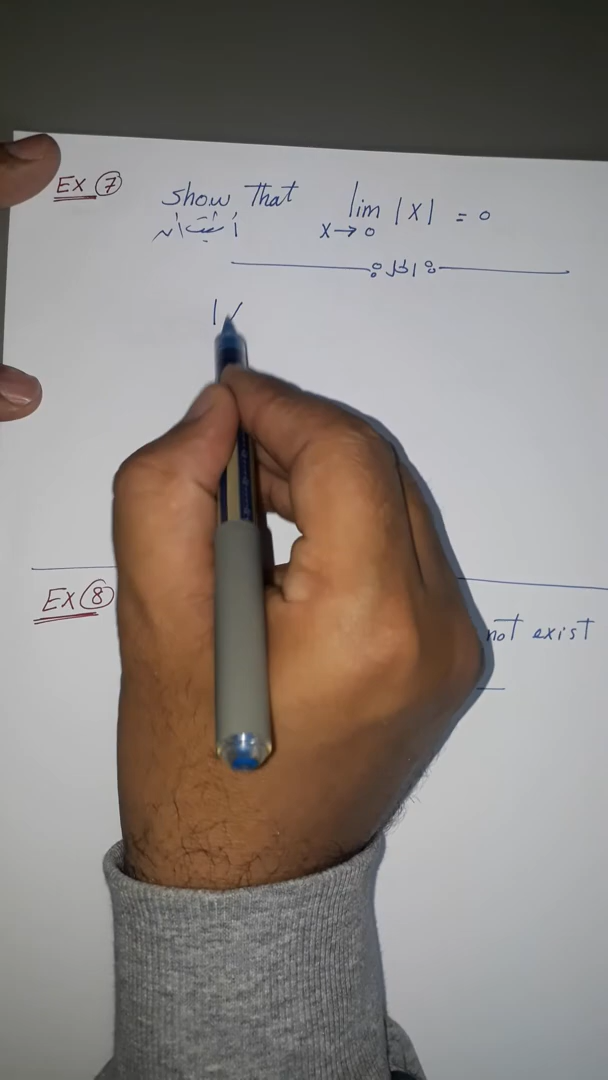 EX 7 show That lim |x| = 0
أثبت أن x→0
الحل
|
EX 8 not exist